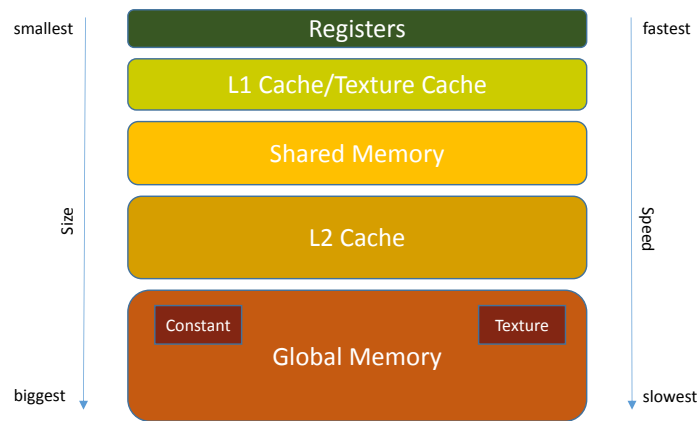 smallest
Registers
fastest
L1 Cache/Texture Cache
Shared Memory
Size
Speed
L2 Cache
Constant
Texture
Global Memory
biggest
slowest